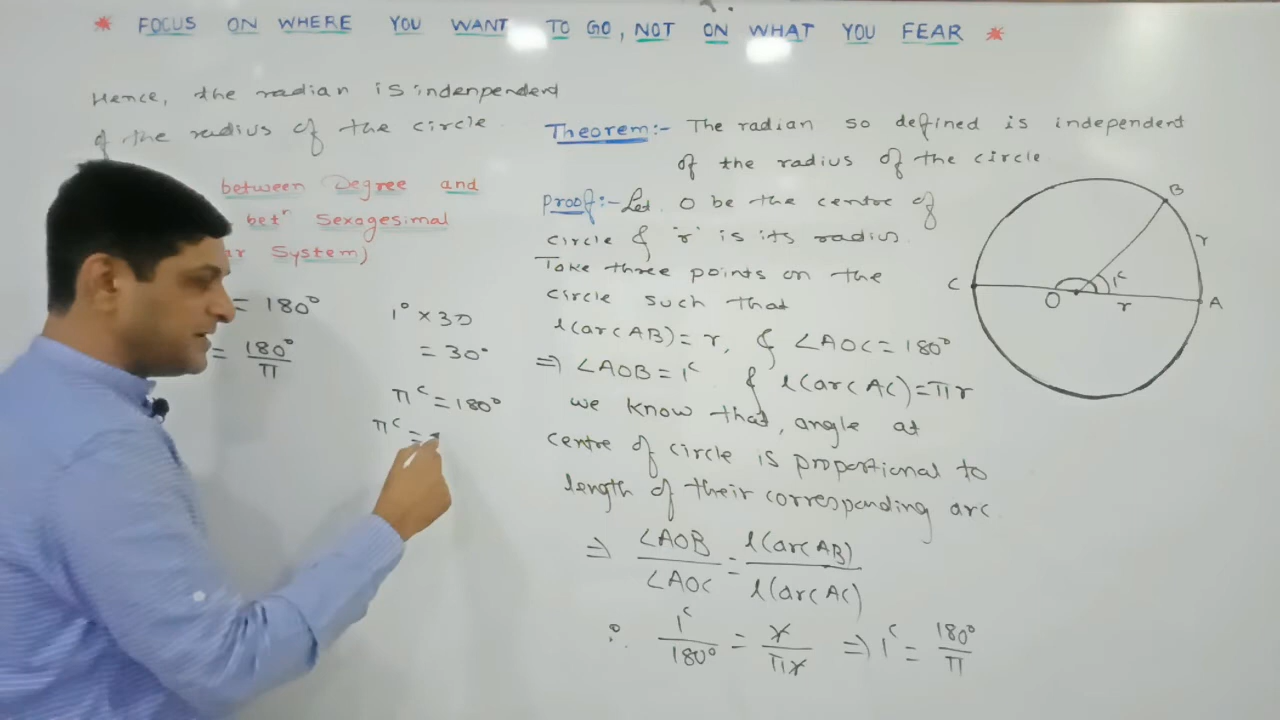 * FOCUS ON WHERE YOU WANT TO GO, NOT ON WHAT YOU FEAR *
Hence, the radian is indenpendent
of the radius of the circle
between Degree and
betⁿ Sexagesimal
System)
= 180°
= 180°/π
1° × 30
= 30°
π^c = 180°
π^c =
Theorem:- The radian so defined is independent
of the radius of the circle
Proof:- Let O be the centre of
circle & 'r' is its radius.
Take three points on the
circle such that
l(arc AB) = r, & ∠AOC = 180°
⇒ ∠AOB = 1^c & l(arc AC) = πr
we know that, angle at
centre of circle is proportional to
length of their corresponding arc.
⇒ ∠AOB/∠AOC = l(arc AB)/l(arc AC)
∴ 1^c/180° = r/πr ⇒ 1^c = 180°/π
B
r
C
O
1^c
r
A